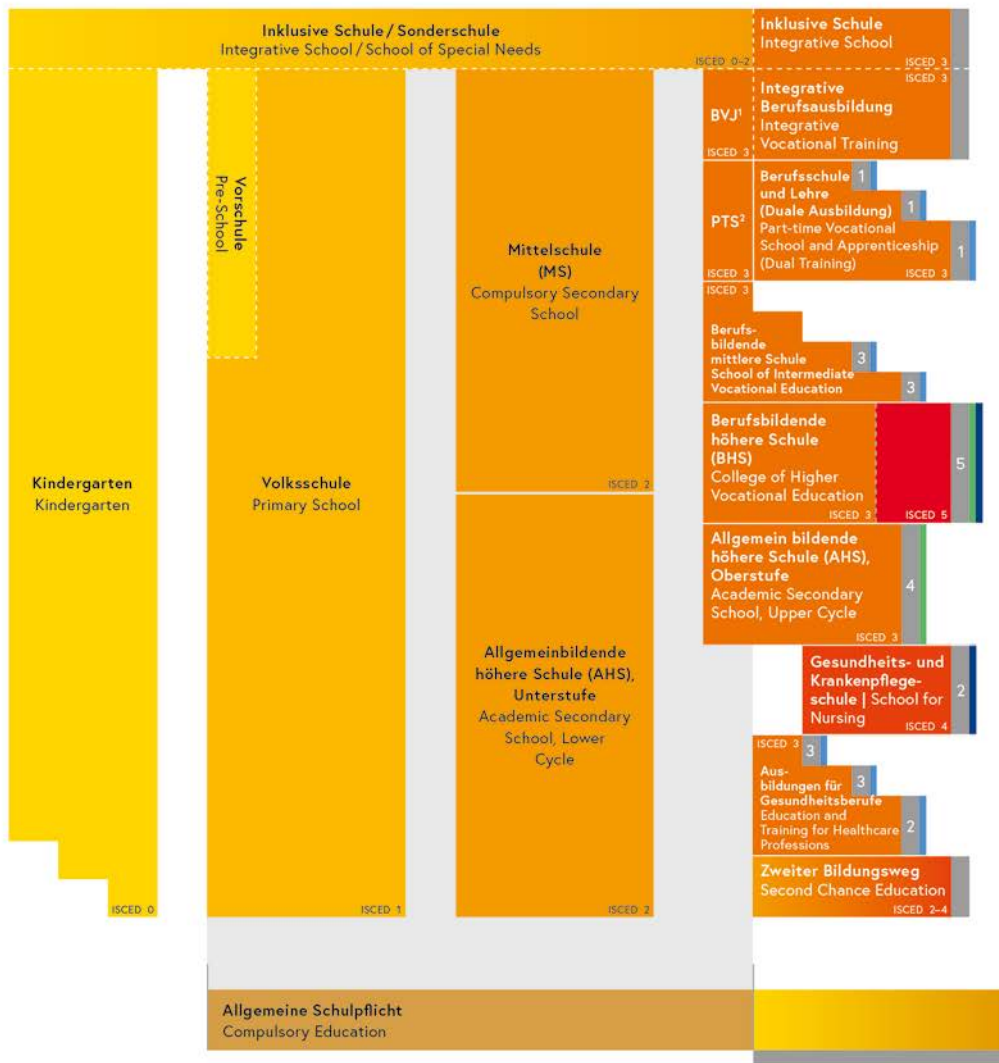 Inklusive Schule / Sonderschule
Integrative School / School of Special Needs
ISCED 0–2
Inklusive Schule
Integrative School
ISCED 3
ISCED 3
Integrative
Berufsausbildung
Integrative
Vocational Training
BVJ¹
ISCED 3
Vorschule
Pre-School
Berufsschule
und Lehre
(Duale Ausbildung)
Part-time Vocational
School and Apprenticeship
(Dual Training)
ISCED 3
1
1
1
PTS²
ISCED 3
Mittelschule
(MS)
Compulsory Secondary
School
ISCED 2
ISCED 3
Berufs-
bildende
mittlere Schule
School of Intermediate
Vocational Education
3
3
Berufsbildende
höhere Schule
(BHS)
College of Higher
Vocational Education
ISCED 3
ISCED 5
5
Kindergarten
Kindergarten
ISCED 0
Volksschule
Primary School
ISCED 1
Allgemein bildende
höhere Schule (AHS),
Oberstufe
Academic Secondary
School, Upper Cycle
ISCED 3
4
Allgemeinbildende
höhere Schule (AHS),
Unterstufe
Academic Secondary
School, Lower
Cycle
ISCED 2
Gesundheits- und
Krankenpflege-
schule | School for
Nursing
ISCED 4
2
ISCED 3
3
Aus-
bildungen für
Gesundheitsberufe
Education and
Training for Healthcare
Professions
3
2
Zweiter Bildungsweg
Second Chance Education
ISCED 2–4
Allgemeine Schulpflicht
Compulsory Education